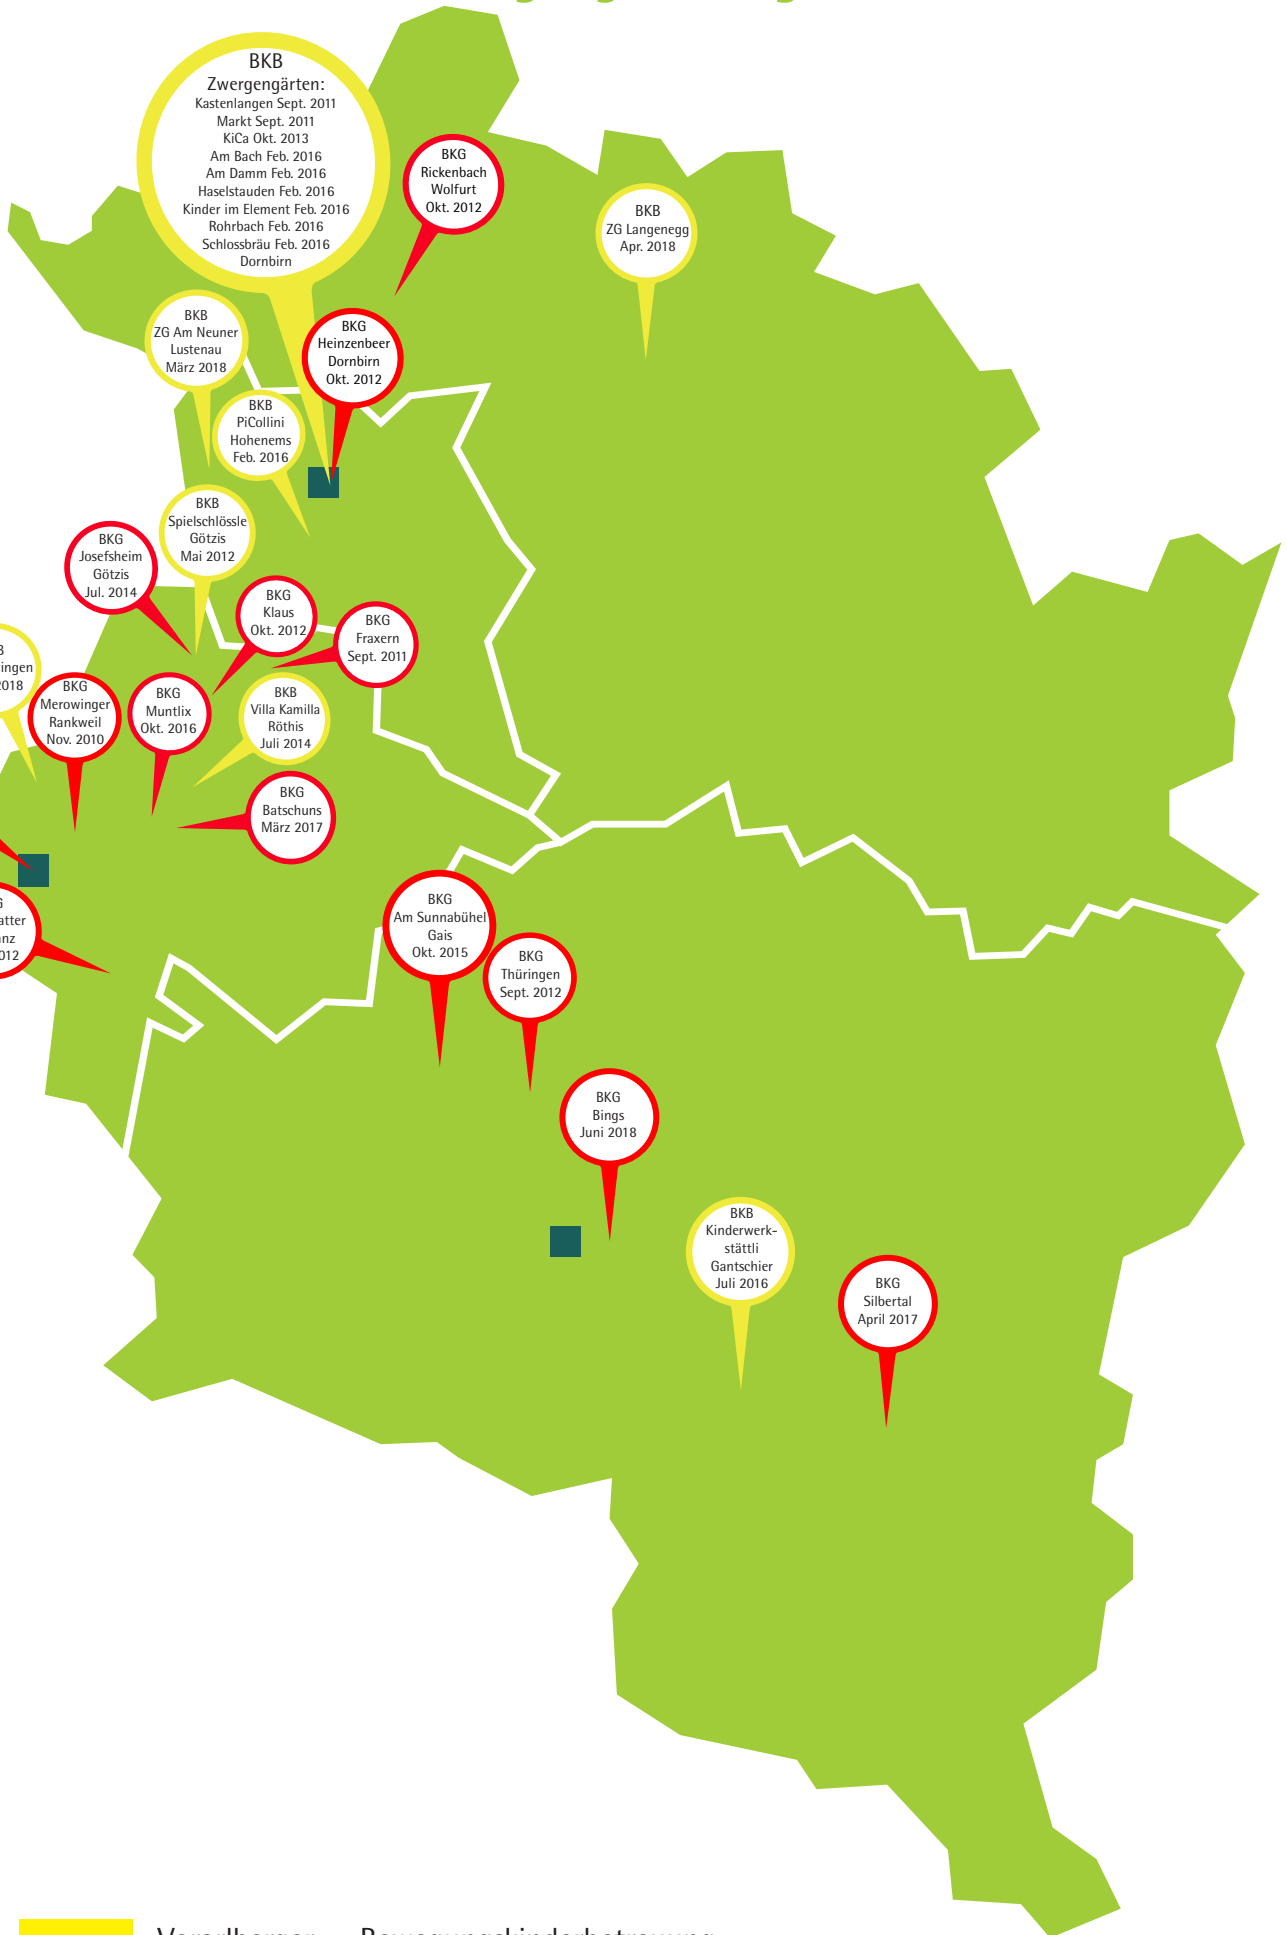 BKB
Zwergengärten:
Kastenlangen Sept. 2011
Markt Sept. 2011
KiCa Okt. 2013
Am Bach Feb. 2016
Am Damm Feb. 2016
Haselstauden Feb. 2016
Kinder im Element Feb. 2016
Rohrbach Feb. 2016
Schlossbräu Feb. 2016
Dornbirn
BKG
Rickenbach
Wolfurt
Okt. 2012
BKB
ZG Langenegg
Apr. 2018
BKB
ZG Am Neuner
Lustenau
März 2018
BKG
Heinzenbeer
Dornbirn
Okt. 2012
BKB
PiCollini
Hohenems
Feb. 2016
BKB
Spielschlössle
Götzis
Mai 2012
BKG
Josefsheim
Götzis
Jul. 2014
BKG
Klaus
Okt. 2012
BKG
Fraxern
Sept. 2011
BKG
Merowinger
Rankweil
Nov. 2010
BKG
Muntlix
Okt. 2016
BKB
Villa Kamilla
Röthis
Juli 2014
BKG
Batschuns
März 2017
BKG
Am Sunnabühel
Gais
Okt. 2015
BKG
Thüringen
Sept. 2012
BKG
Bings
Juni 2018
BKB
Kinderwerk-
stättli
Gantschier
Juli 2016
BKG
Silbertal
April 2017
Vorarlberger Bewegungskinderbetreuung